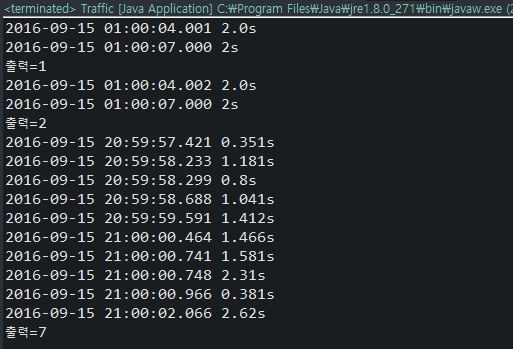 <terminated> Traffic [Java Application] C:₩Program Files₩Java₩jre1.8.0_271₩bin₩javaw.exe (2
2016-09-15 01:00:04.001 2.0s
2016-09-15 01:00:07.000 2s
출력=1
2016-09-15 01:00:04.002 2.0s
2016-09-15 01:00:07.000 2s
출력=2
2016-09-15 20:59:57.421 0.351s
2016-09-15 20:59:58.233 1.181s
2016-09-15 20:59:58.299 0.8s
2016-09-15 20:59:58.688 1.041s
2016-09-15 20:59:59.591 1.412s
2016-09-15 21:00:00.464 1.466s
2016-09-15 21:00:00.741 1.581s
2016-09-15 21:00:00.748 2.31s
2016-09-15 21:00:00.966 0.381s
2016-09-15 21:00:02.066 2.62s
출력=7